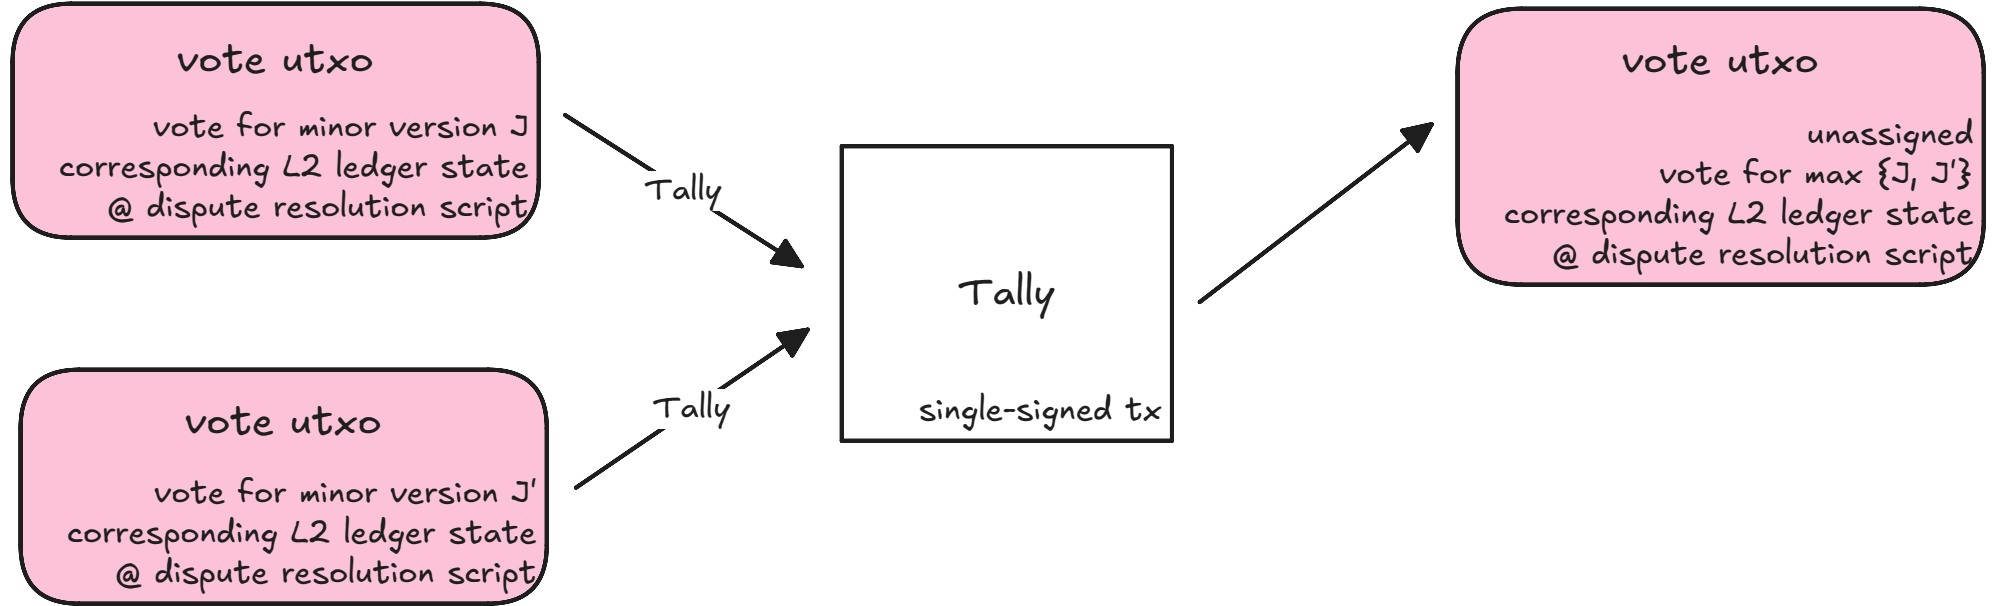 vote utxo
vote for minor version J
corresponding L2 ledger state
@ dispute resolution script
Tally
vote utxo
vote for minor version J'
corresponding L2 ledger state
@ dispute resolution script
Tally
Tally
single-signed tx
vote utxo
unassigned
vote for max {J, J'}
corresponding L2 ledger state
@ dispute resolution script